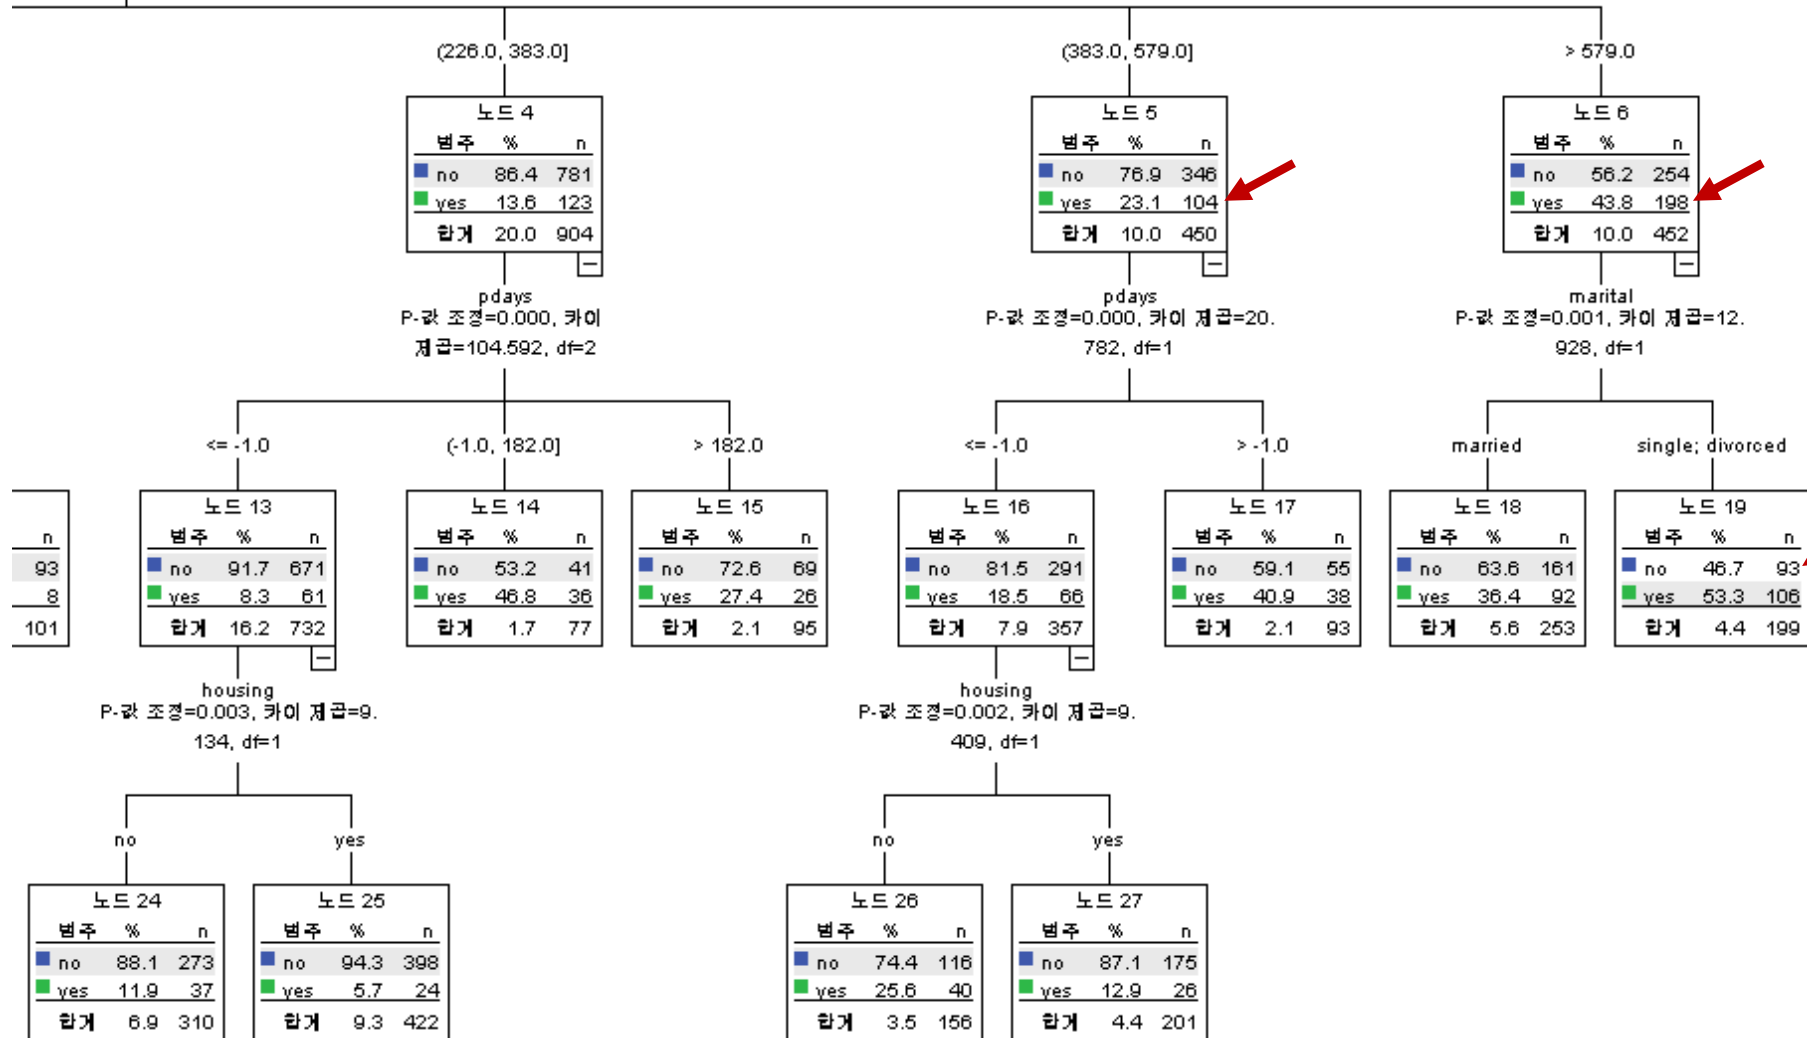 (226.0, 383.0]
(383.0, 579.0]
> 579.0
노드 4
범주 % n
no 86.4 781
yes 13.6 123
합계 20.0 904
노드 5
범주 % n
no 76.9 346
yes 23.1 104
합계 10.0 450
노드 6
범주 % n
no 56.2 254
yes 43.8 198
합계 10.0 452
pdays
P-값 조정=0.000, 카이
제곱=104.592, df=2
pdays
P-값 조정=0.000, 카이 제곱=20.
782, df=1
marital
P-값 조정=0.001, 카이 제곱=12.
928, df=1
<= -1.0
(-1.0, 182.0]
> 182.0
<= -1.0
> -1.0
married
single; divorced
n
93
8
101
노드 13
범주 % n
no 91.7 671
yes 8.3 61
합계 16.2 732
노드 14
범주 % n
no 53.2 41
yes 46.8 36
합계 1.7 77
노드 15
범주 % n
no 72.6 69
yes 27.4 26
합계 2.1 95
노드 16
범주 % n
no 81.5 291
yes 18.5 66
합계 7.9 357
노드 17
범주 % n
no 59.1 55
yes 40.9 38
합계 2.1 93
노드 18
범주 % n
no 63.6 161
yes 36.4 92
합계 5.6 253
노드 19
범주 % n
no 46.7 93
yes 53.3 106
합계 4.4 199
housing
P-값 조정=0.003, 카이 제곱=9.
134, df=1
housing
P-값 조정=0.002, 카이 제곱=9.
409, df=1
no
yes
no
yes
노드 24
범주 % n
no 88.1 273
yes 11.9 37
합계 6.9 310
노드 25
범주 % n
no 94.3 398
yes 5.7 24
합계 9.3 422
노드 26
범주 % n
no 74.4 116
yes 25.6 40
합계 3.5 156
노드 27
범주 % n
no 87.1 175
yes 12.9 26
합계 4.4 201